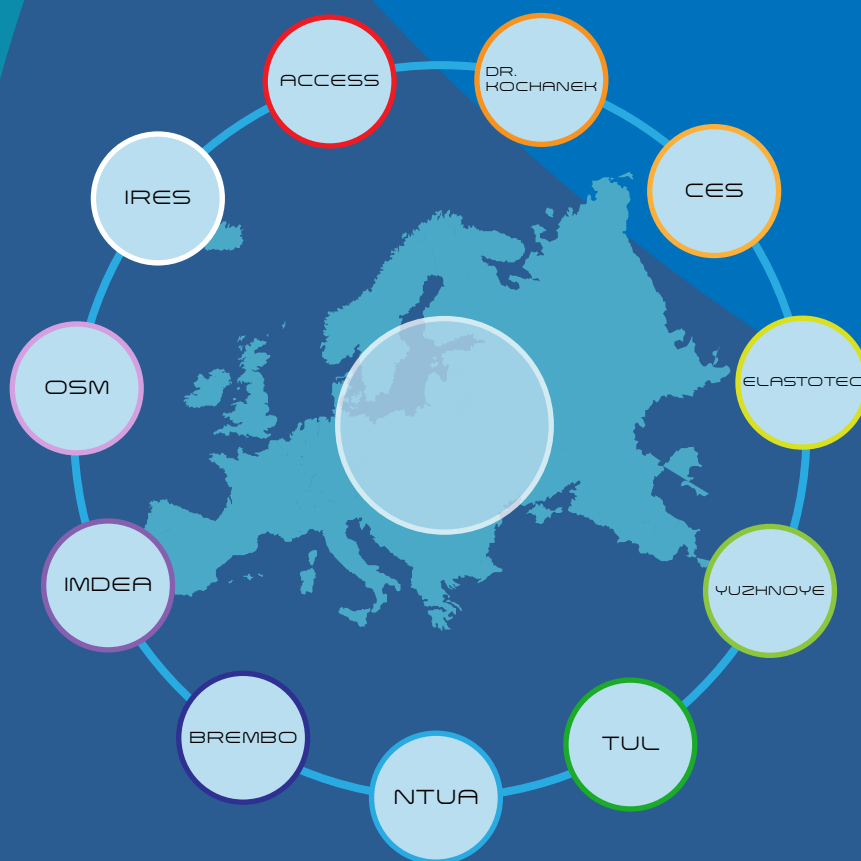 ACCESS
DR.
KOCHANEK
IRES
CES
OSM
ELASTOTEC
IMDEA
YUZHNOYE
BREMBO
TUL
NTUA